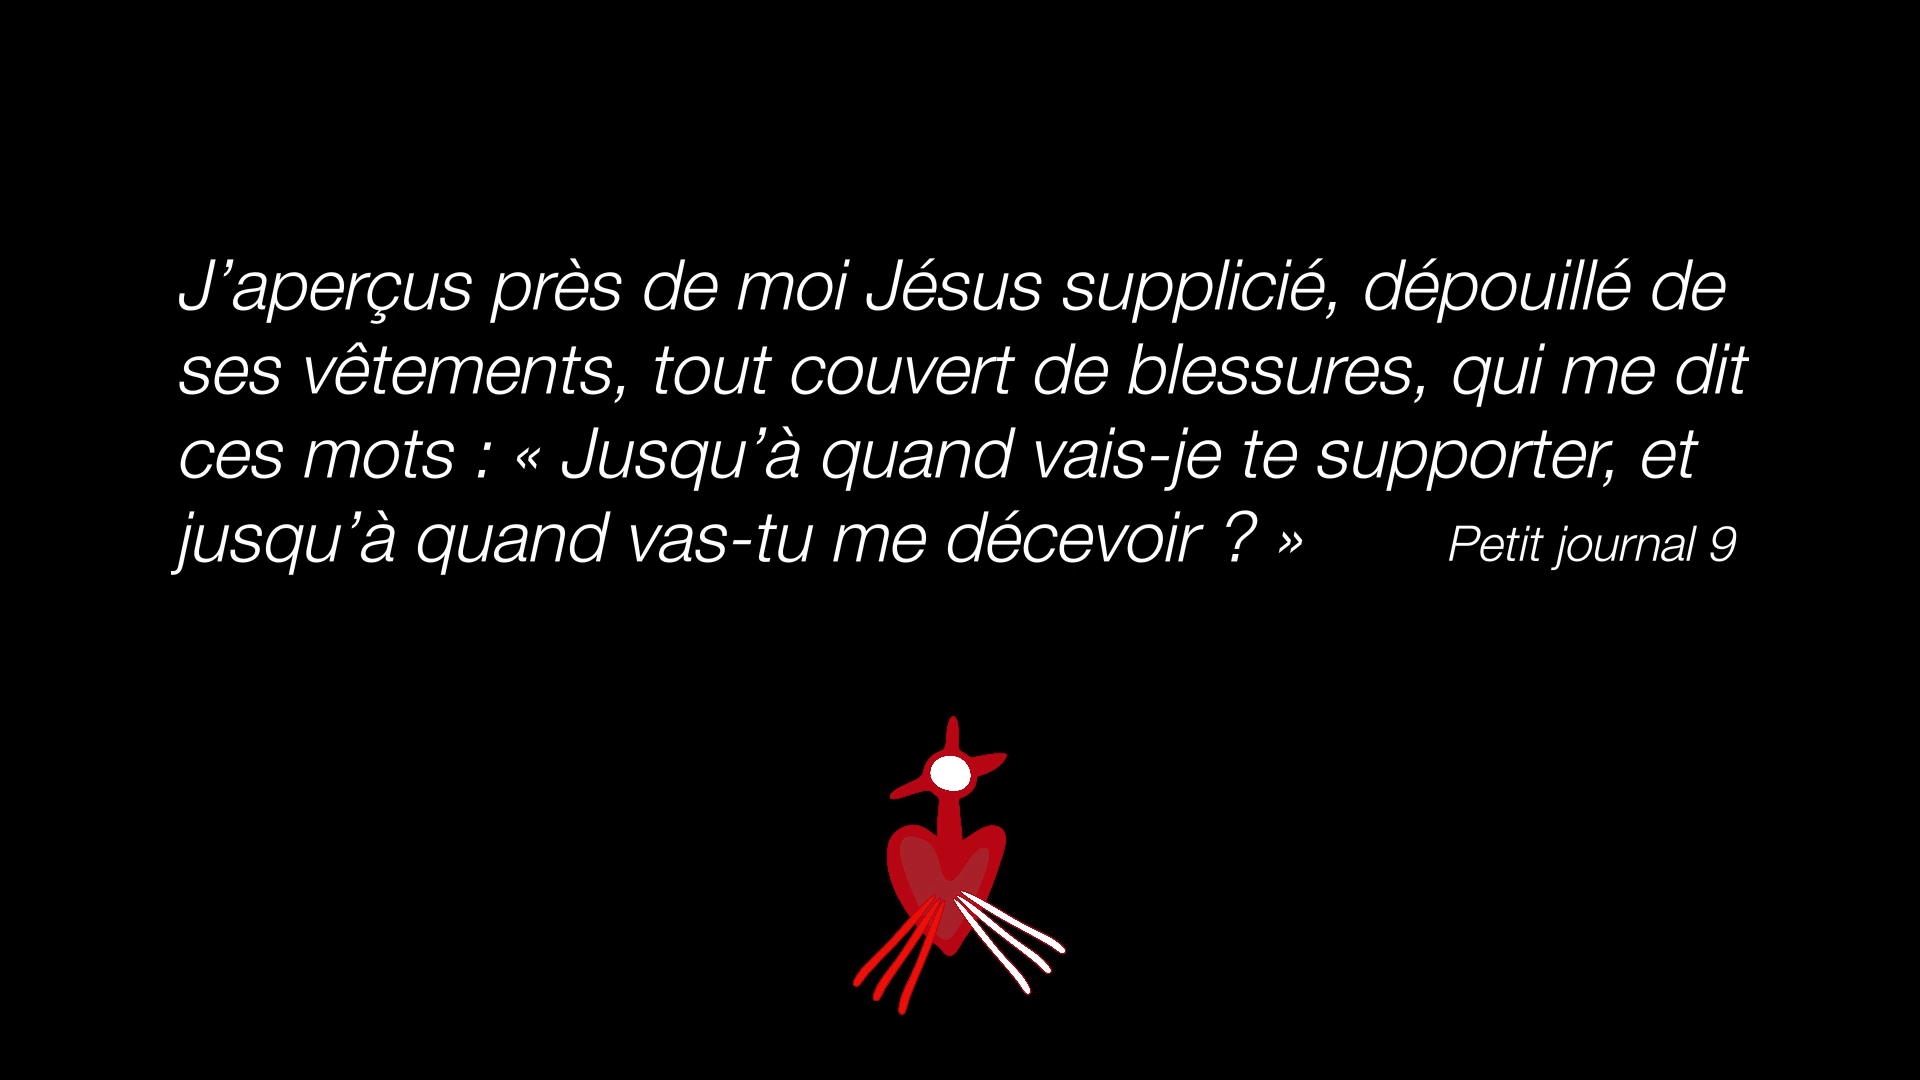 J’aperçus près de moi Jésus supplicié, dépouillé de
ses vêtements, tout couvert de blessures, qui me dit
ces mots : « Jusqu’à quand vais-je te supporter, et
jusqu’à quand vas-tu me décevoir ? » Petit journal 9